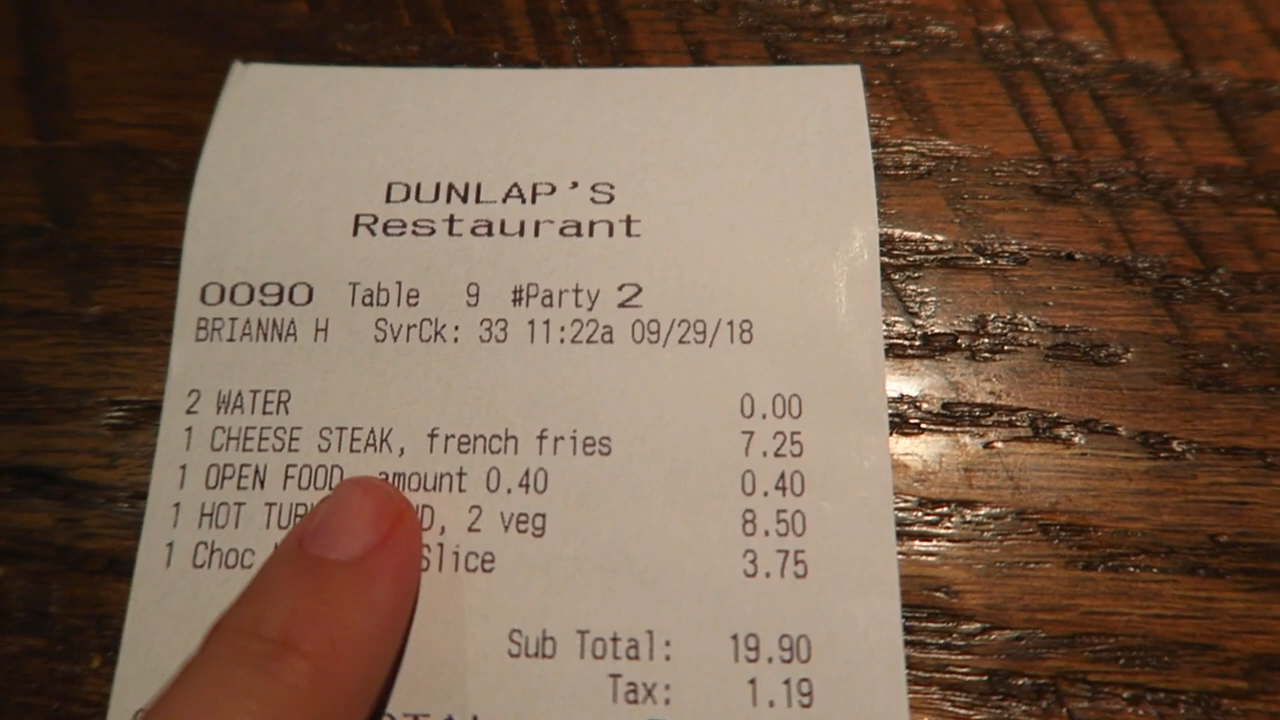 DUNLAP'S
Restaurant
0090 Table 9 #Party 2
BRIANNA H SvrCk: 33 11:22a 09/29/18
2 WATER 0.00
1 CHEESE STEAK, french fries 7.25
1 OPEN FOOD, amount 0.40 0.40
1 HOT 2 veg 8.50
1 Choc Slice 3.75
Sub Total: 19.90
Tax: 1.19